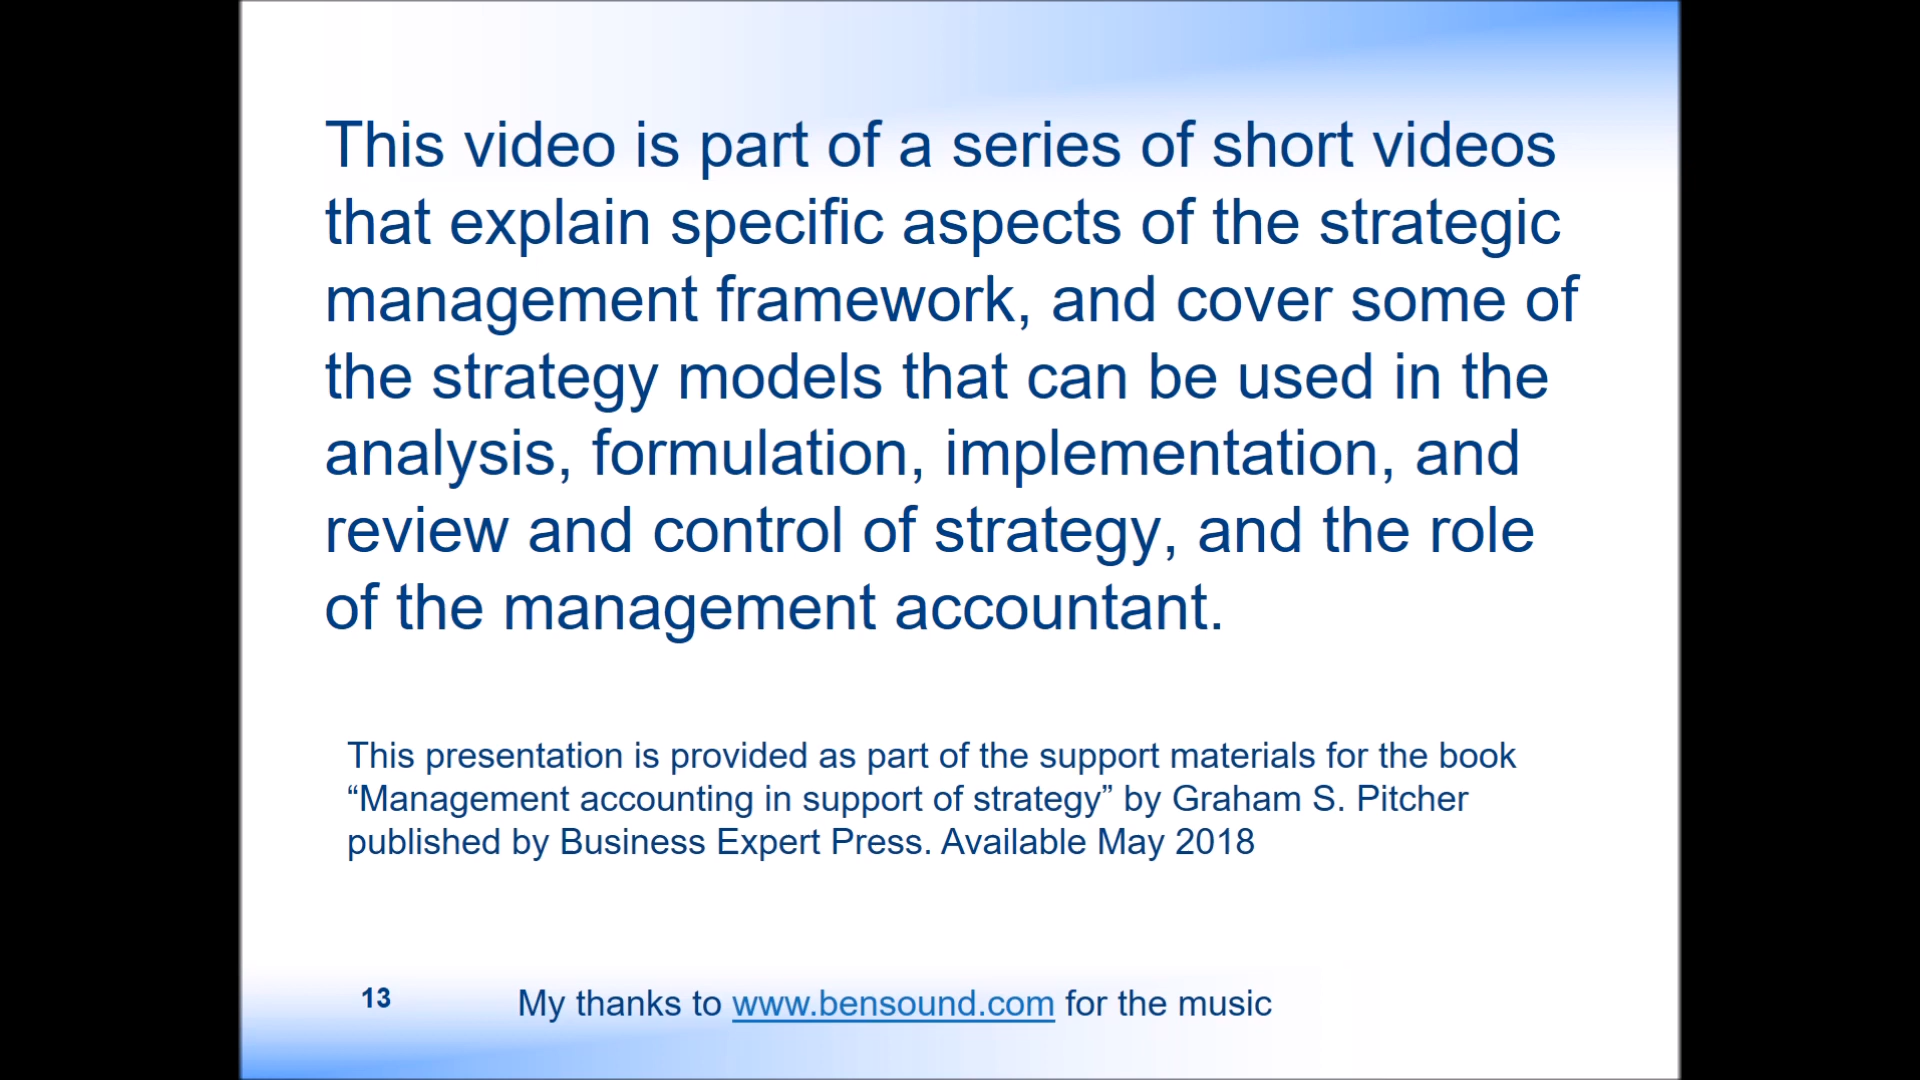 This video is part of a series of short videos
that explain specific aspects of the strategic
management framework, and cover some of
the strategy models that can be used in the
analysis, formulation, implementation, and
review and control of strategy, and the role
of the management accountant.
This presentation is provided as part of the support materials for the book
“Management accounting in support of strategy” by Graham S. Pitcher
published by Business Expert Press. Available May 2018
13
My thanks to www.bensound.com for the music